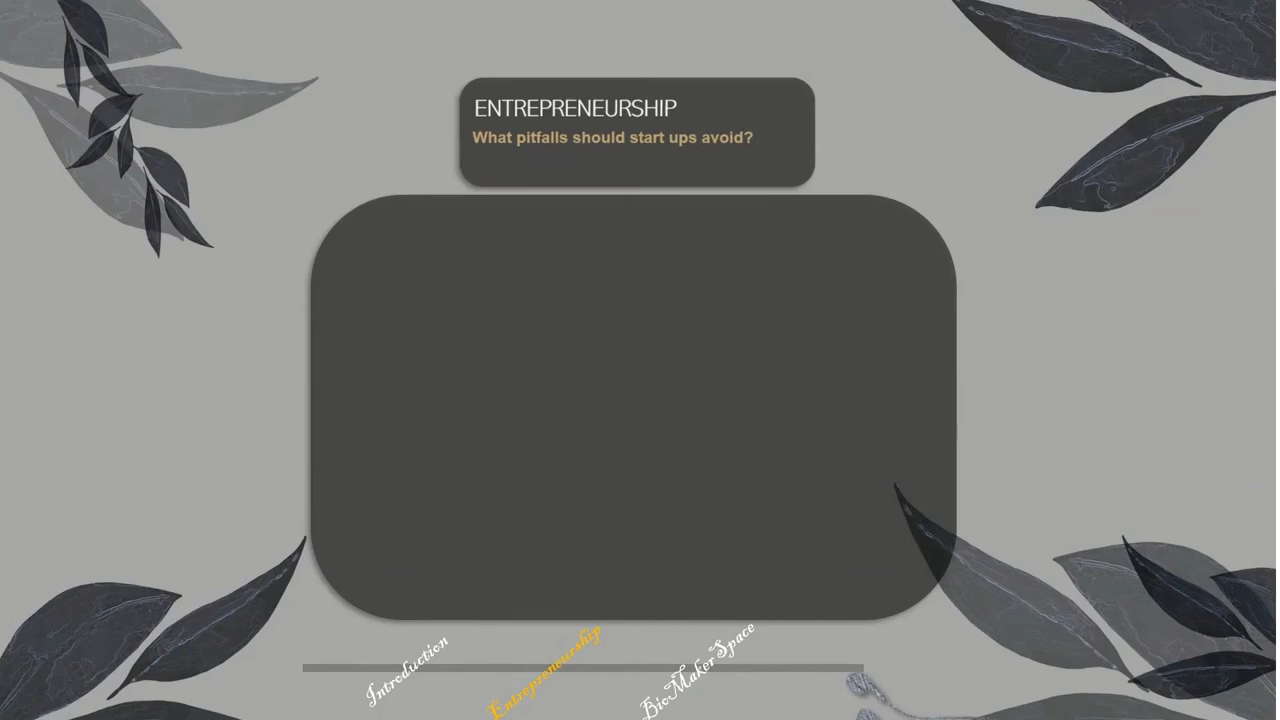 ENTREPRENEURSHIP
What pitfalls should start ups avoid?
Introduction
Entrepreneurship
BioMaker Space